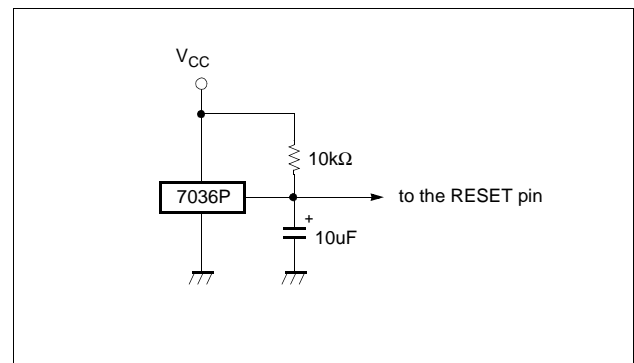 VCC
10kΩ
7036P
to the RESET pin
+
10uF